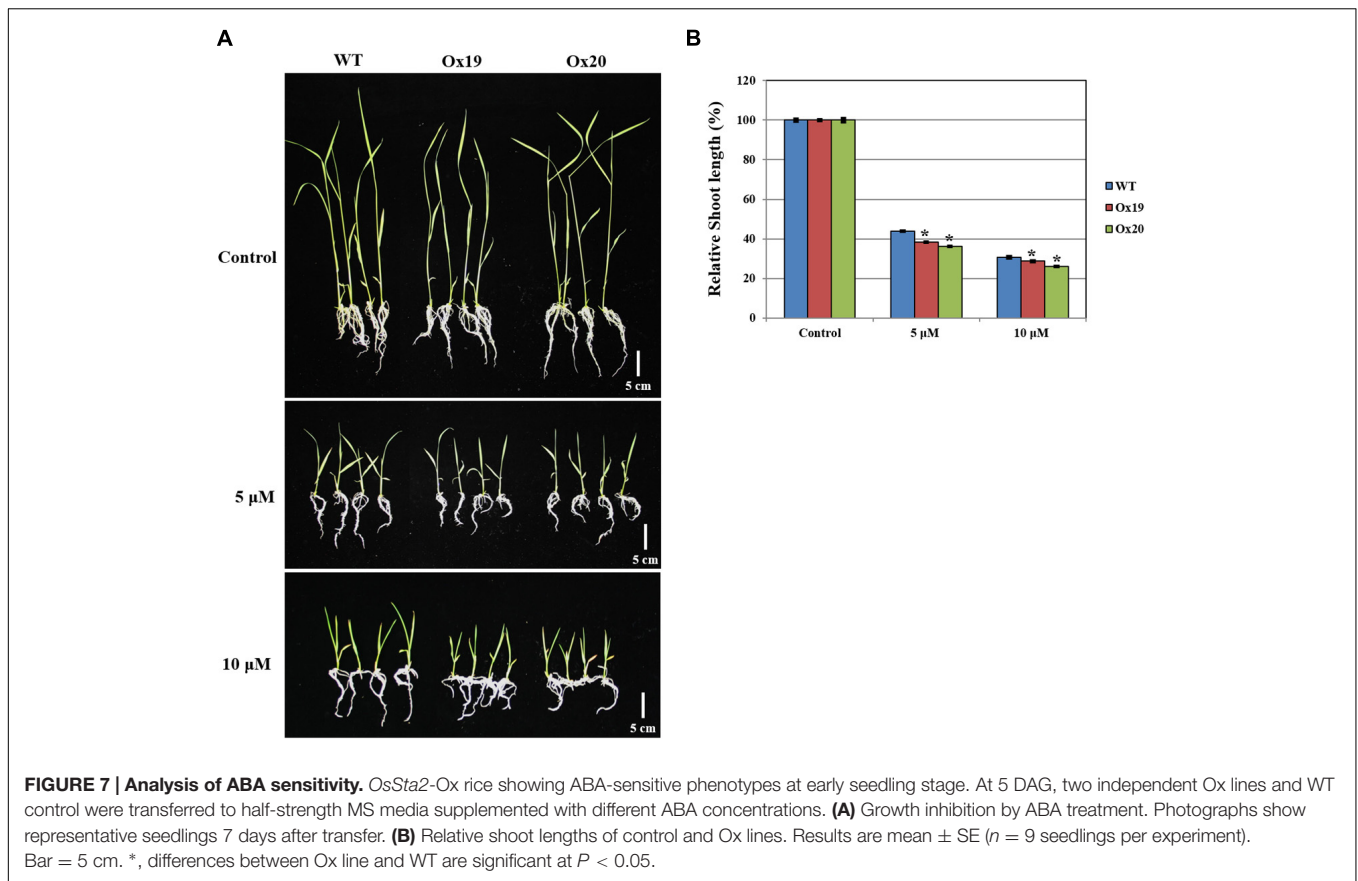 A
WT Ox19 Ox20
Control
5 cm
5 µM
5 cm
10 µM
5 cm
B
Relative Shoot length (%)
120
100
80
60
40
20
0
* *
* *
Control 5 µM 10 µM
WT
Ox19
Ox20
FIGURE 7 | Analysis of ABA sensitivity. OsSta2-Ox rice showing ABA-sensitive phenotypes at early seedling stage. At 5 DAG, two independent Ox lines and WT
control were transferred to half-strength MS media supplemented with different ABA concentrations. (A) Growth inhibition by ABA treatment. Photographs show
representative seedlings 7 days after transfer. (B) Relative shoot lengths of control and Ox lines. Results are mean ± SE (n = 9 seedlings per experiment).
Bar = 5 cm. *, differences between Ox line and WT are significant at P < 0.05.